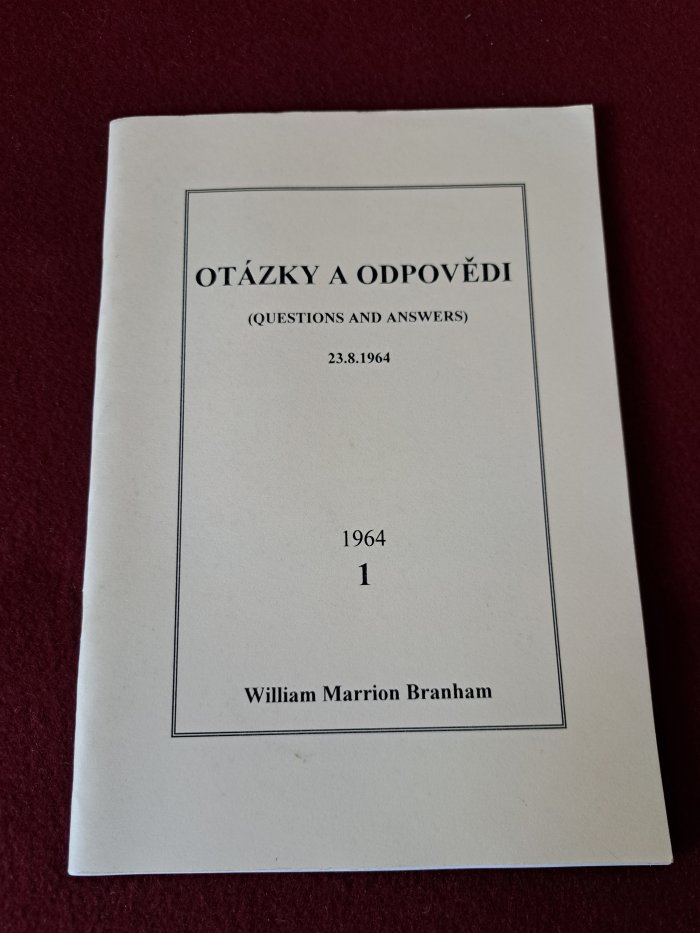 OTÁZKY A ODPOVĚDI
(QUESTIONS AND ANSWERS)
23.8.1964
1964
1
William Marrion Branham